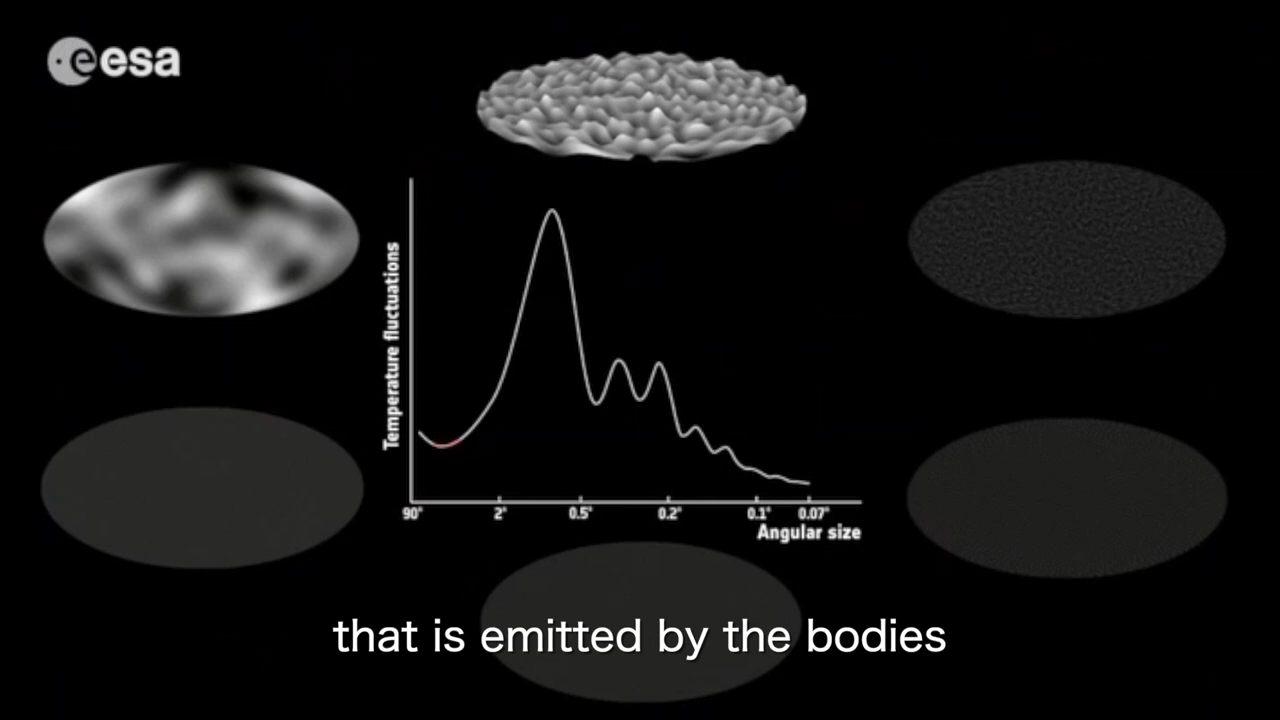 esa
Temperature fluctuations
90° 2° 0.5° 0.2° 0.1° 0.07°
Angular size
that is emitted by the bodies